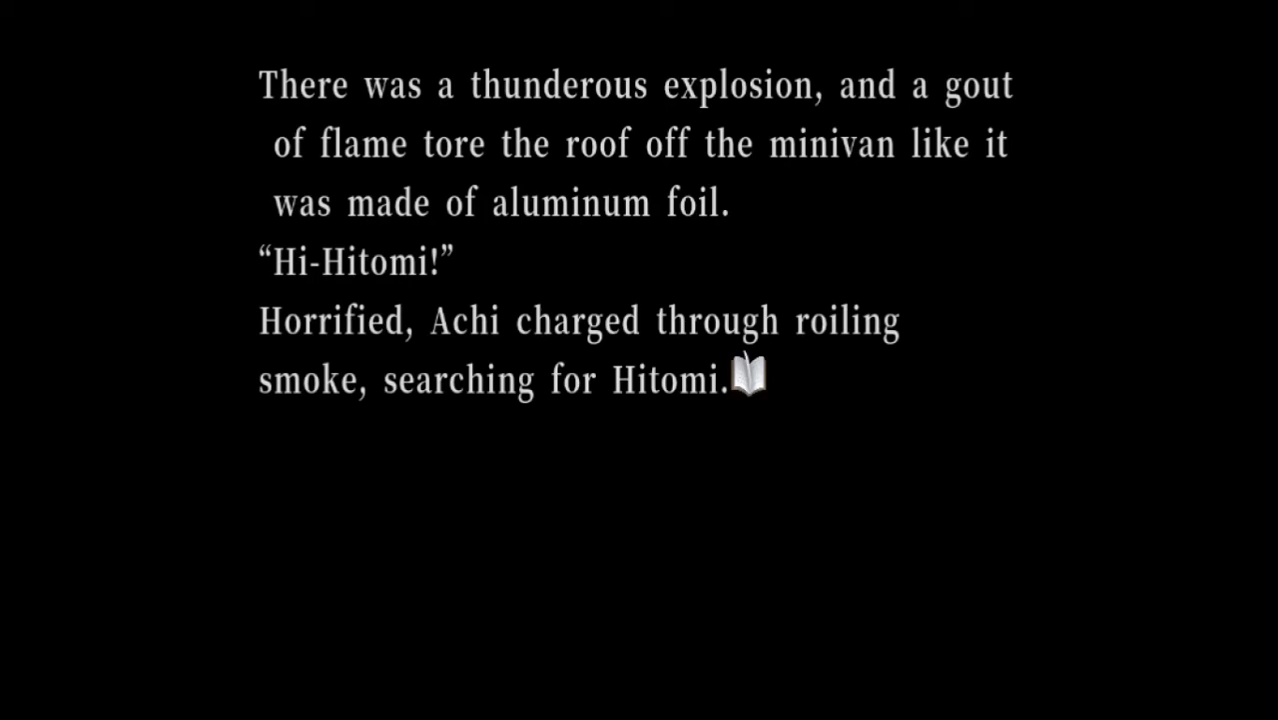 There was a thunderous explosion, and a gout
of flame tore the roof off the minivan like it
was made of aluminum foil.
“Hi-Hitomi!”
Horrified, Achi charged through roiling
smoke, searching for Hitomi.